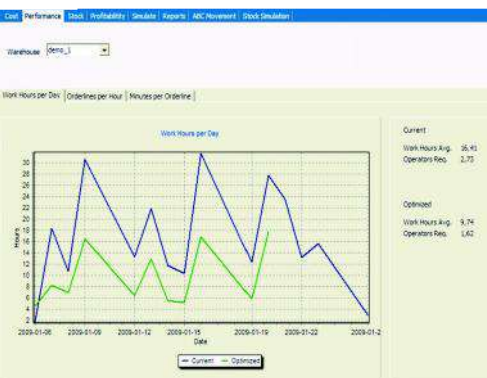 Cost Performance Stock Profitability Simulate Reports ABC Movement Stock Simulation
Warehouse demo_1
Work Hours per Day Orderlines per Hour Minutes per Orderline
Work Hours per Day
Current
Work Hours Avg. 16,41
Operators Req. 2,73
Optimized
Work Hours Avg. 9,74
Operators Req. 1,62
Hours
30
28
26
24
22
20
18
16
14
12
10
8
6
4
2
2009-01-06 2009-01-09 2009-01-12 2009-01-15 2009-01-19 2009-01-22 2009-01-2
Date
Current Optimized